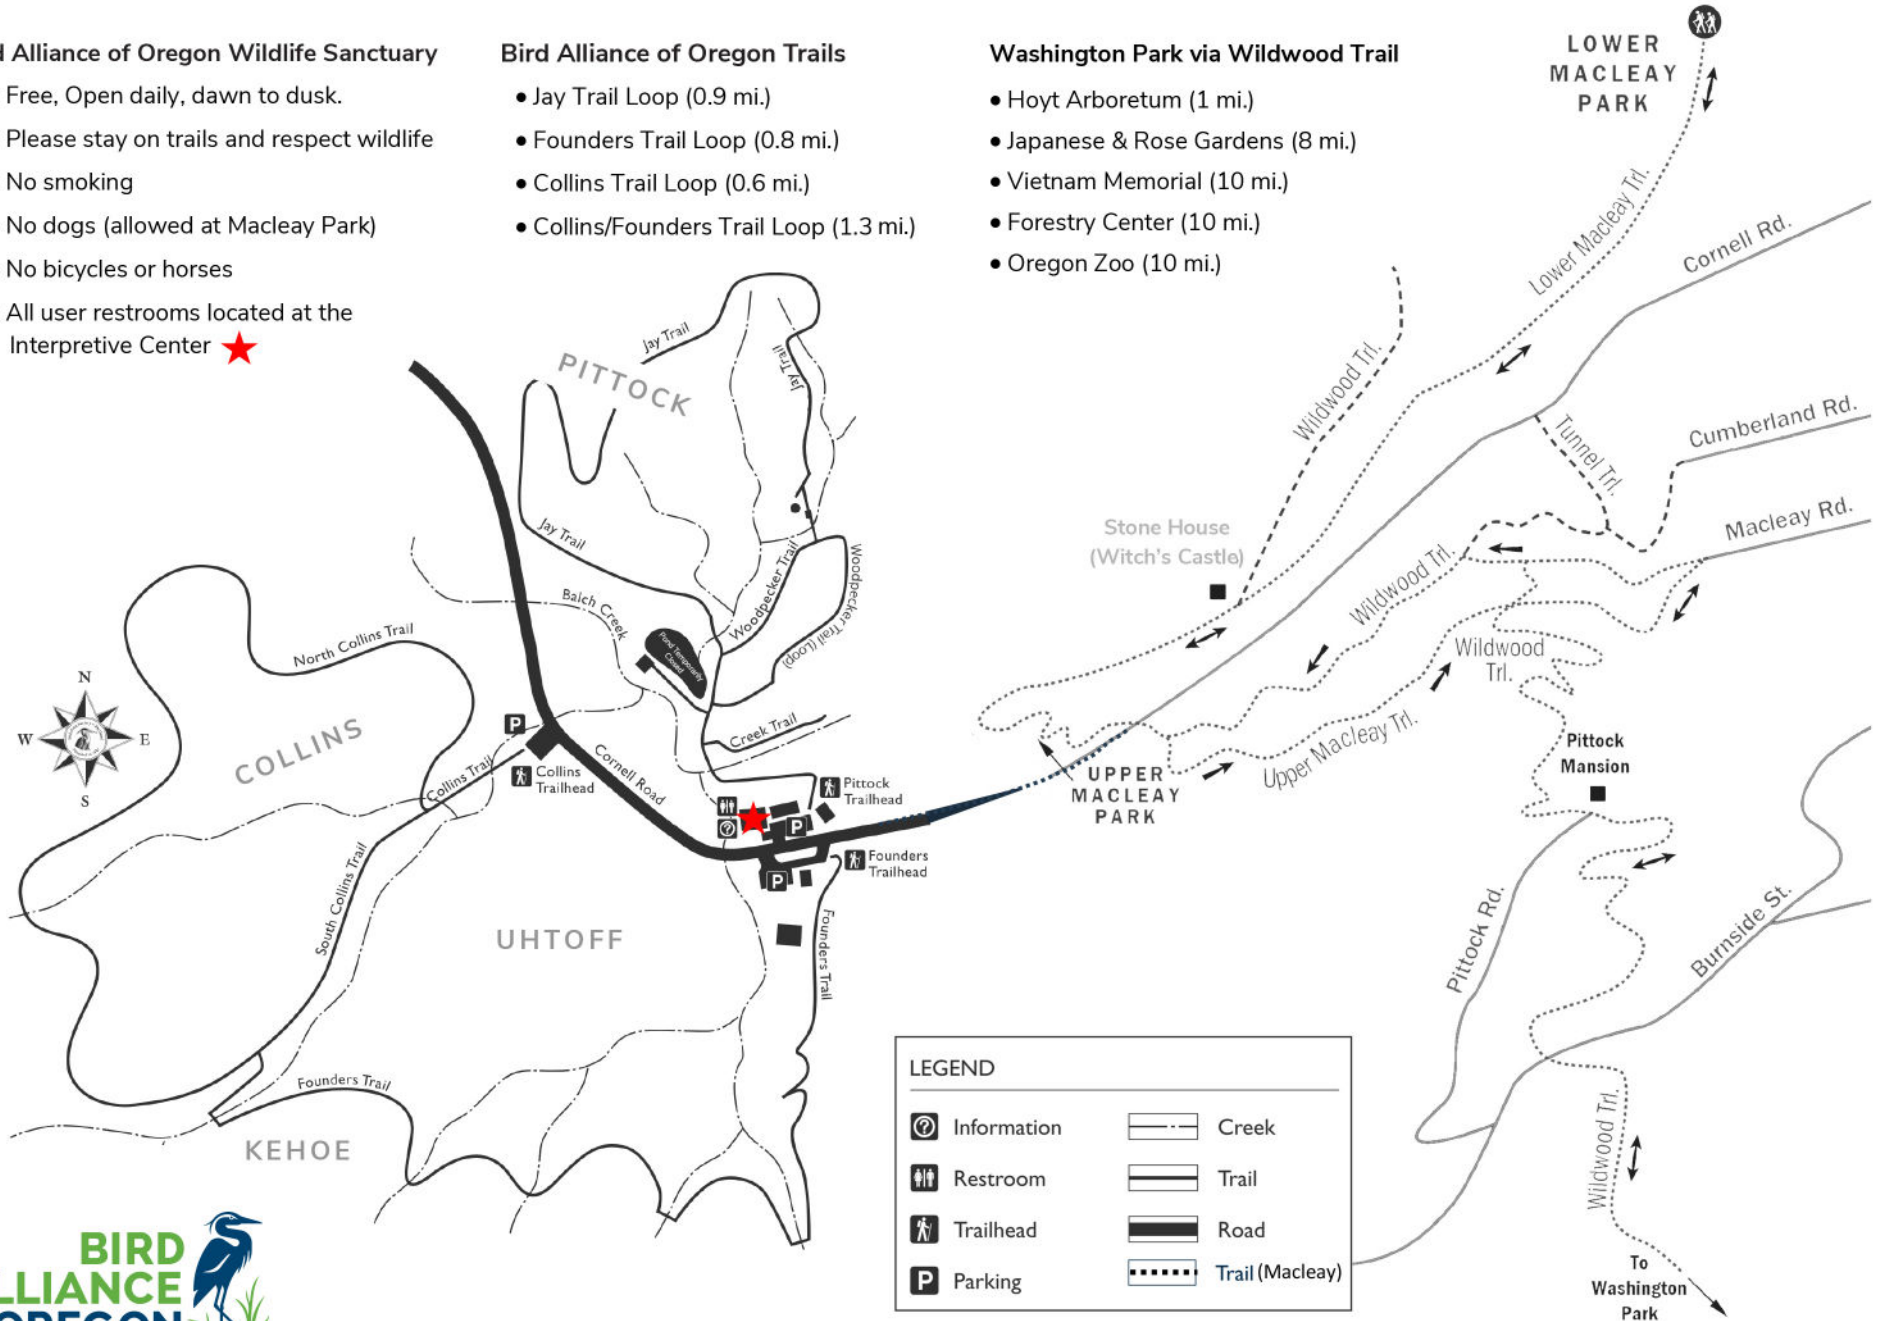 d Alliance of Oregon Wildlife Sanctuary
Free, Open daily, dawn to dusk.
Please stay on trails and respect wildlife
No smoking
No dogs (allowed at Macleay Park)
No bicycles or horses
All user restrooms located at the
Interpretive Center
Bird Alliance of Oregon Trails
• Jay Trail Loop (0.9 mi.)
• Founders Trail Loop (0.8 mi.)
• Collins Trail Loop (0.6 mi.)
• Collins/Founders Trail Loop (1.3 mi.)
Washington Park via Wildwood Trail
• Hoyt Arboretum (1 mi.)
• Japanese & Rose Gardens (8 mi.)
• Vietnam Memorial (10 mi.)
• Forestry Center (10 mi.)
• Oregon Zoo (10 mi.)
LOWER
MACLEAY
PARK
Lower Macleay Trl.
Cornell Rd.
Wildwood Trl.
Tunnel Trl.
Cumberland Rd.
Macleay Rd.
Stone House
(Witch's Castle)
Wildwood Trl.
Wildwood
Trl.
Upper Macleay Trl.
UPPER
MACLEAY
PARK
Pittock
Mansion
Pittock Rd.
Burnside St.
Wildwood Trl.
To
Washington
Park
Jay Trail
PITTOCK
Jay Trail
Jay Trail
Woodpecker Trail
Woodpecker Trail (Loop)
Balch Creek
Pond Temporarily
Closed
Creek Trail
North Collins Trail
N
W
E
S
COLLINS
P
Collins Trail
Collins
Trailhead
Cornell Road
Pittock
Trailhead
P
Founders
Trailhead
P
South Collins Trail
UHTOFF
Founders Trail
Founders Trail
KEHOE
LEGEND
Information
Restroom
Trailhead
P Parking
Creek
Trail
Road
Trail (Macleay)
BIRD
LLIANCE
OREGON